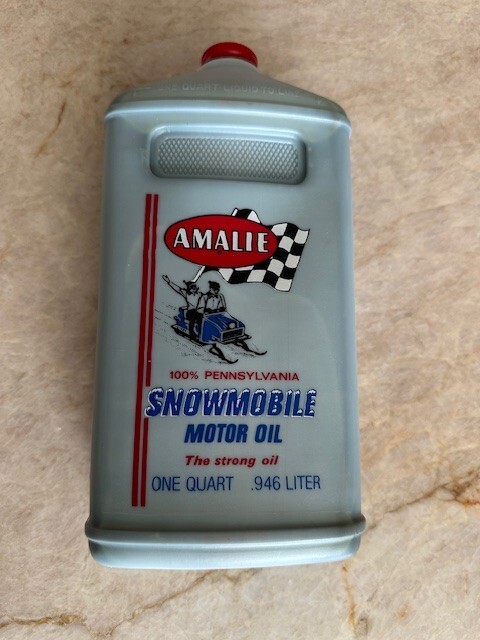 AMALIE
100% PENNSYLVANIA
SNOWMOBILE
MOTOR OIL
The strong oil
ONE QUART .946 LITER